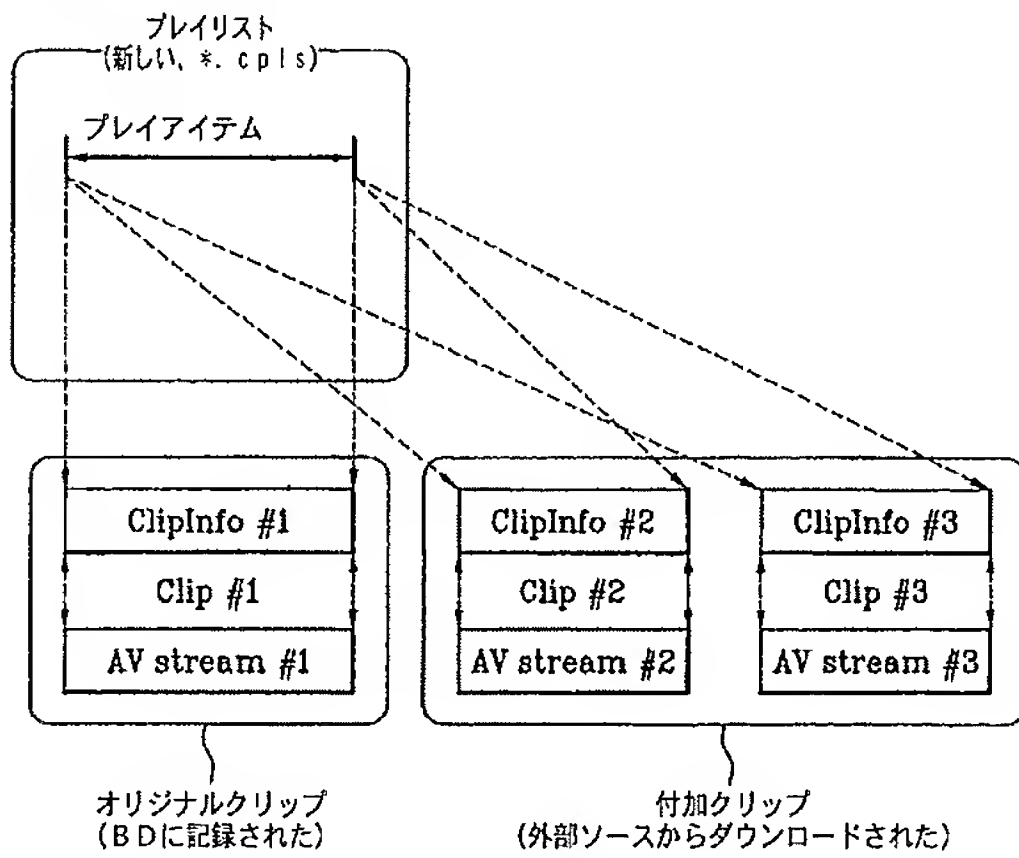 プレイリスト
(新しい、*. cpls)
プレイアイテム
ClipInfo #1
Clip #1
AV stream #1
ClipInfo #2
Clip #2
AV stream #2
ClipInfo #3
Clip #3
AV stream #3
オリジナルクリップ
(BDに記録された)
付加クリップ
(外部ソースからダウンロードされた)